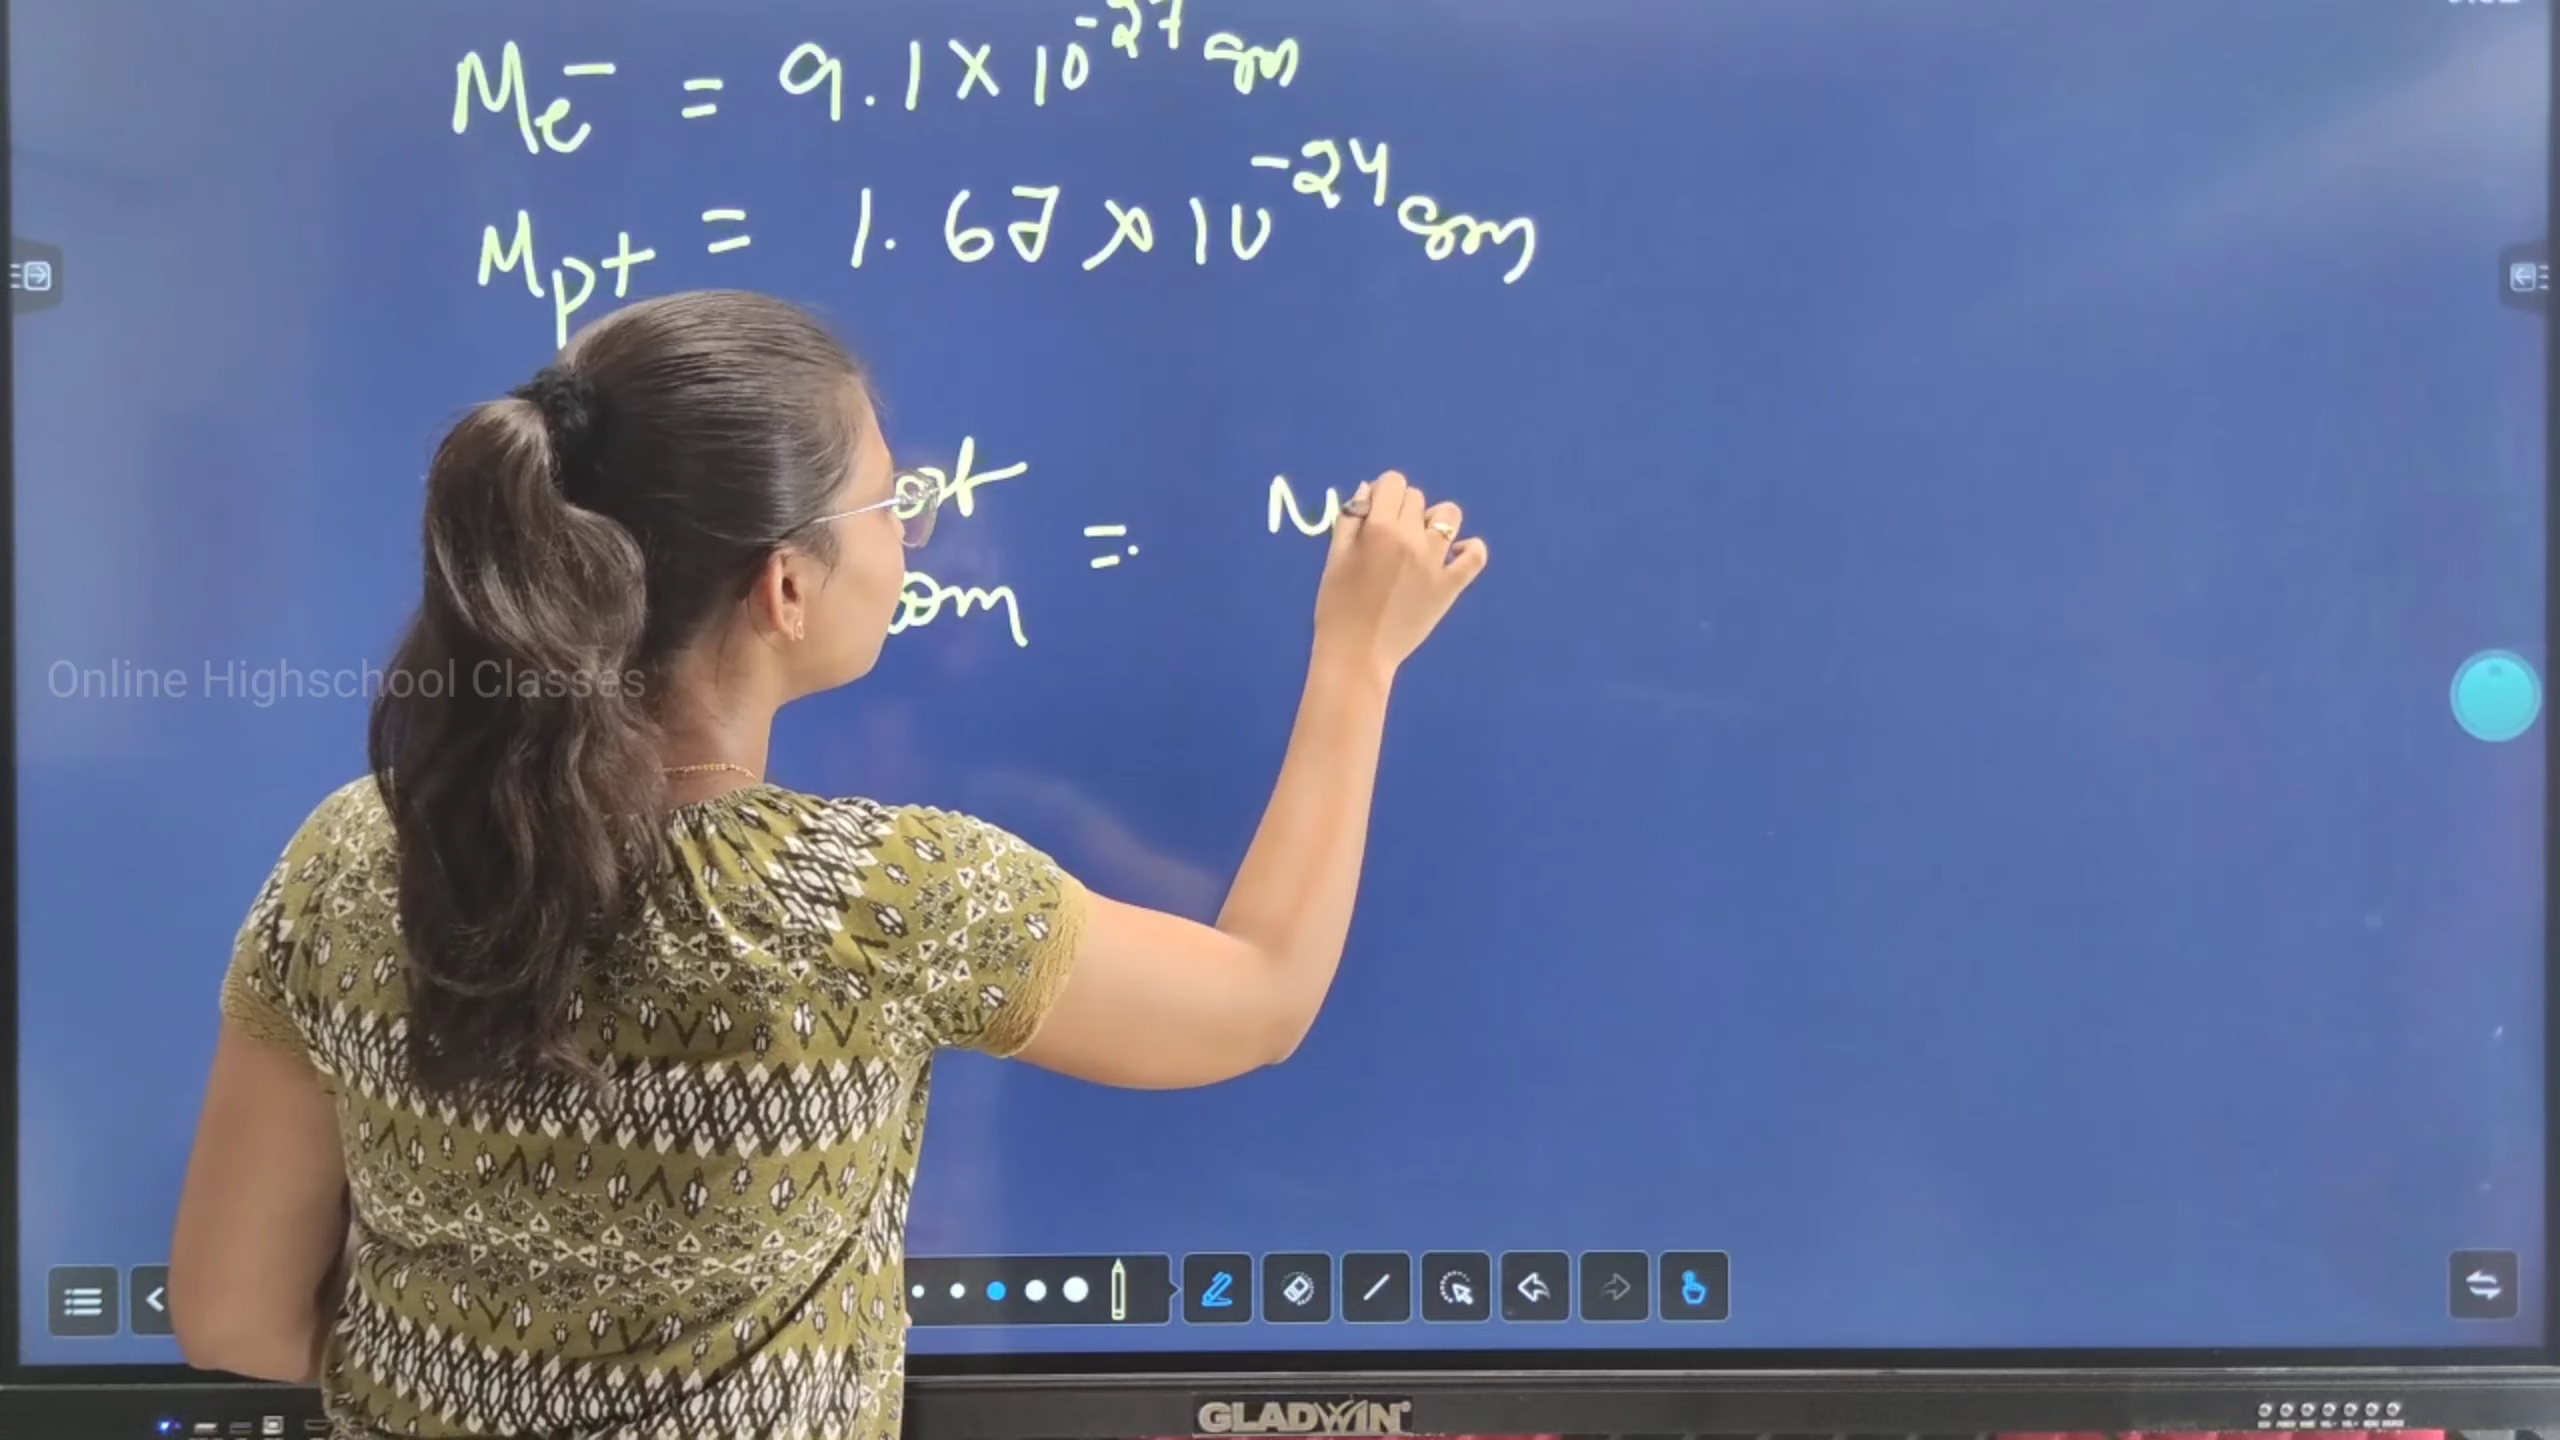 Me- = 9.1 × 10^-27 gm
Mp+ = 1.67 × 10^-24 gm
=
Online Highschool Classes
GLADWIN